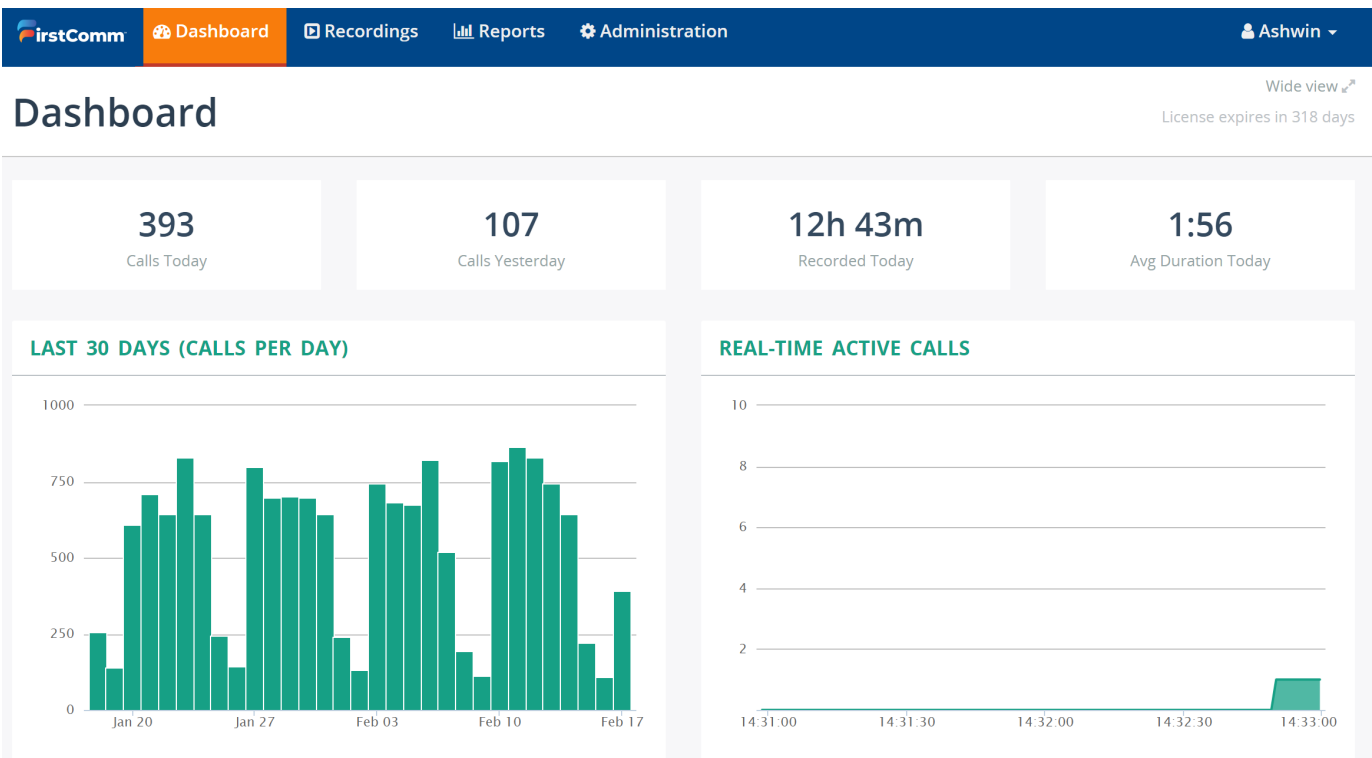 FirstComm Dashboard Recordings Reports Administration Ashwin
Wide view
Dashboard
License expires in 318 days
393 107 12h 43m 1:56
Calls Today Calls Yesterday Recorded Today Avg Duration Today
LAST 30 DAYS (CALLS PER DAY) REAL-TIME ACTIVE CALLS
1000
750
500
250
0
Jan 20 Jan 27 Feb 03 Feb 10 Feb 17
10
8
6
4
2
14:31:00 14:31:30 14:32:00 14:32:30 14:33:00